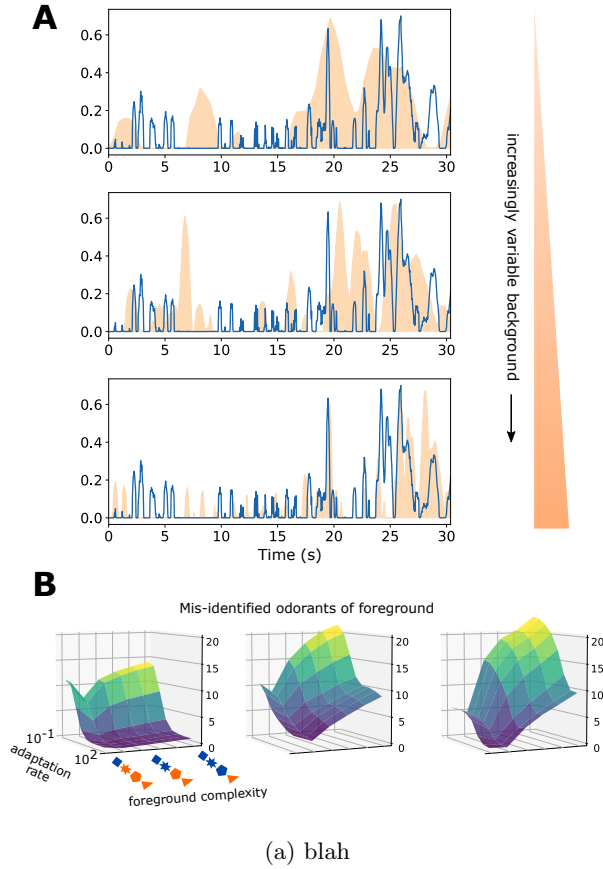 A
0.6
0.4
0.2
0.0
0 5 10 15 20 25 30
0.6
0.4
0.2
0.0
0 5 10 15 20 25 30
0.6
0.4
0.2
0.0
0 5 10 15 20 25 30
Time (s)
increasingly variable background
B
Mis-identified odorants of foreground
20
15
10
5
0
20
15
10
5
0
20
15
10
5
0
10-1
adaptation
rate
102
foreground complexity
(a) blah